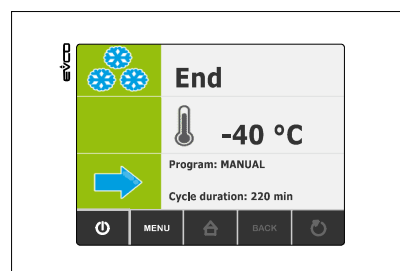 EVCO
End
-40 °C
Program: MANUAL
Cycle duration: 220 min
MENU
BACK